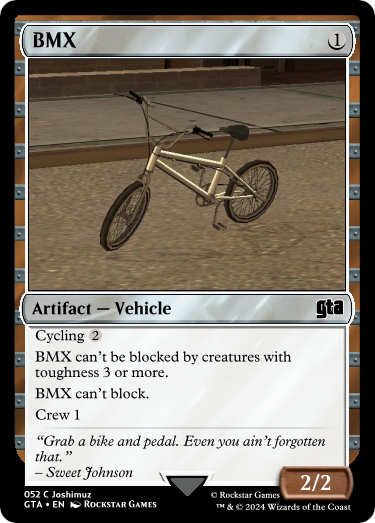 BMX 1
Artifact — Vehicle gta
Cycling 2
BMX can't be blocked by creatures with
toughness 3 or more.
BMX can't block.
Crew 1
“Grab a bike and pedal. Even you ain't forgotten
that.”
– Sweet Johnson
2/2
052 C Joshimuz © Rockstar Games
GTA • EN Rockstar Games ™ & © 2024 Wizards of the Coast